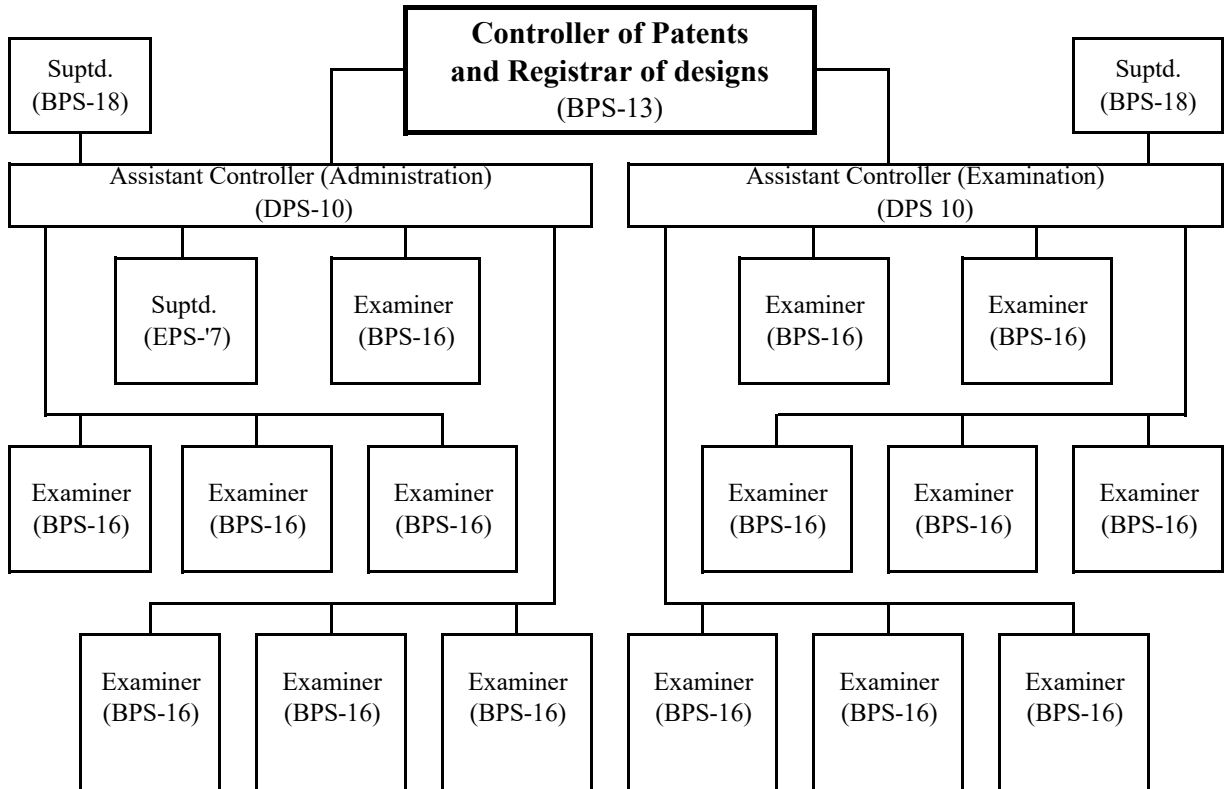 Controller of Patents
and Registrar of designs
(BPS-13)
Suptd.
(BPS-18)
Suptd.
(BPS-18)
Assistant Controller (Administration)
(DPS-10)
Assistant Controller (Examination)
(DPS 10)
Suptd.
(EPS-'7)
Examiner
(BPS-16)
Examiner
(BPS-16)
Examiner
(BPS-16)
Examiner
(BPS-16)
Examiner
(BPS-16)
Examiner
(BPS-16)
Examiner
(BPS-16)
Examiner
(BPS-16)
Examiner
(BPS-16)
Examiner
(BPS-16)
Examiner
(BPS-16)
Examiner
(BPS-16)
Examiner
(BPS-16)
Examiner
(BPS-16)
Examiner
(BPS-16)